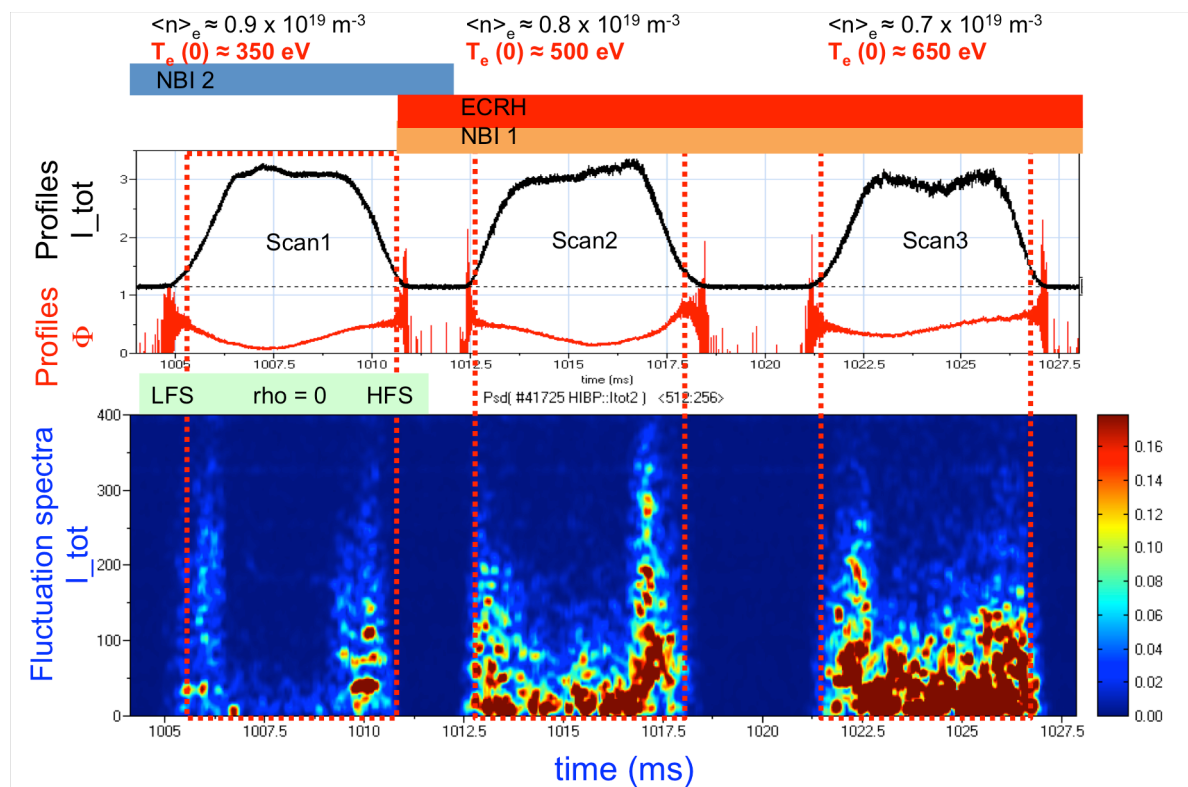 <n>e ≈ 0.9 x 10^19 m^-3 <n>e ≈ 0.8 x 10^19 m^-3 <n>e ≈ 0.7 x 10^19 m^-3
Te (0) ≈ 350 eV Te (0) ≈ 500 eV Te (0) ≈ 650 eV
NBI 2
ECRH
NBI 1
Profiles
I_tot
Profiles
Φ
3
2
1
0
Scan1 Scan2 Scan3
1005 1007.5 1010 1012.5 1015 1017.5 1020 1022.5 1025 1027.5
time (ms)
LFS rho = 0 HFS
Psd( #41725 HIBP::Itot2 ) <512:256>
Fluctuation spectra
I_tot
400
300
200
100
0
0.16
0.14
0.12
0.10
0.08
0.06
0.04
0.02
0.00
1005 1007.5 1010 1012.5 1015 1017.5 1020 1022.5 1025 1027.5
time (ms)